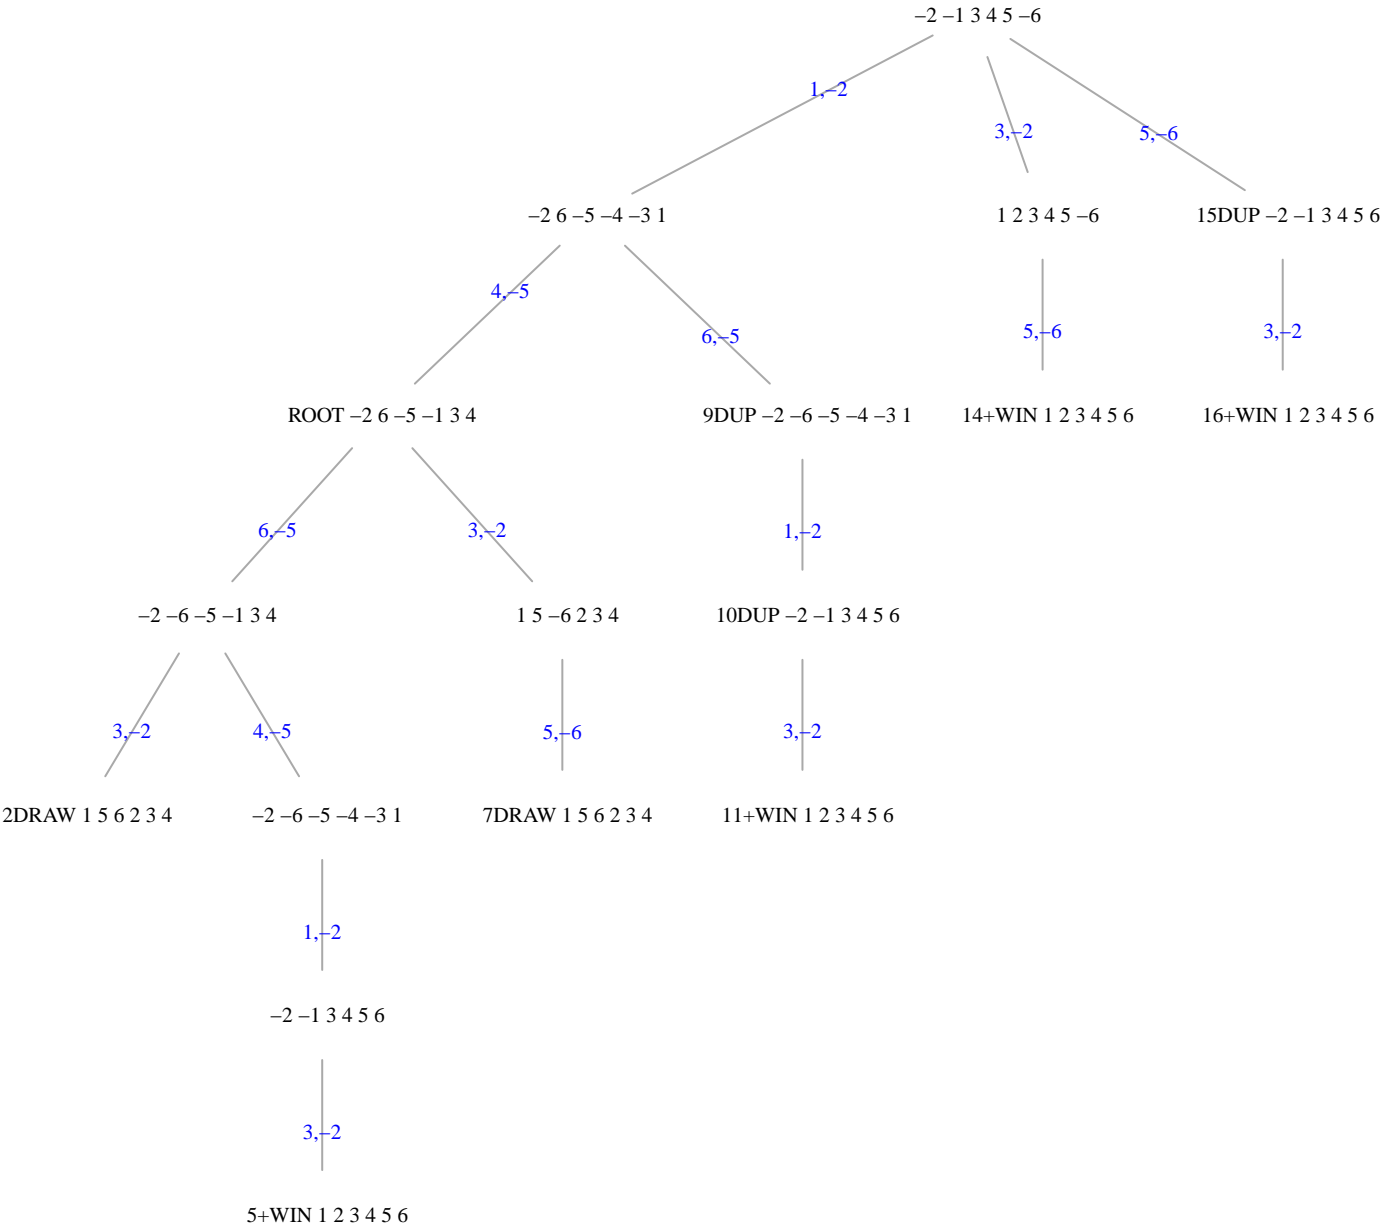 –2 –1 3 4 5 –6
1,–2
3,–2
5,–6
–2 6 –5 –4 –3 1
1 2 3 4 5 –6
15DUP –2 –1 3 4 5 6
4,–5
6,–5
5,–6
3,–2
ROOT –2 6 –5 –1 3 4
9DUP –2 –6 –5 –4 –3 1
14+WIN 1 2 3 4 5 6
16+WIN 1 2 3 4 5 6
6,–5
3,–2
1,–2
–2 –6 –5 –1 3 4
1 5 –6 2 3 4
10DUP –2 –1 3 4 5 6
3,–2
4,–5
5,–6
3,–2
2DRAW 1 5 6 2 3 4
–2 –6 –5 –4 –3 1
7DRAW 1 5 6 2 3 4
11+WIN 1 2 3 4 5 6
1,–2
–2 –1 3 4 5 6
3,–2
5+WIN 1 2 3 4 5 6